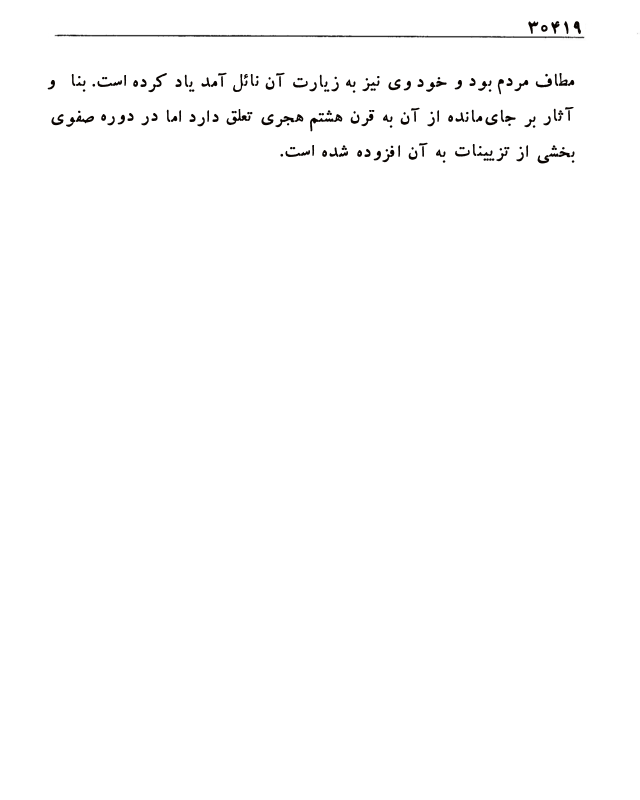 ۳۰۴۱۹
مطاف مردم بود و خود وی نیز به زیارت آن نائل آمد یاد کرده است. بنا و
آثار بر جای‌مانده از آن به قرن هشتم هجری تعلق دارد اما در دوره صفوی
بخشی از تزیینات به آن افزوده شده است.